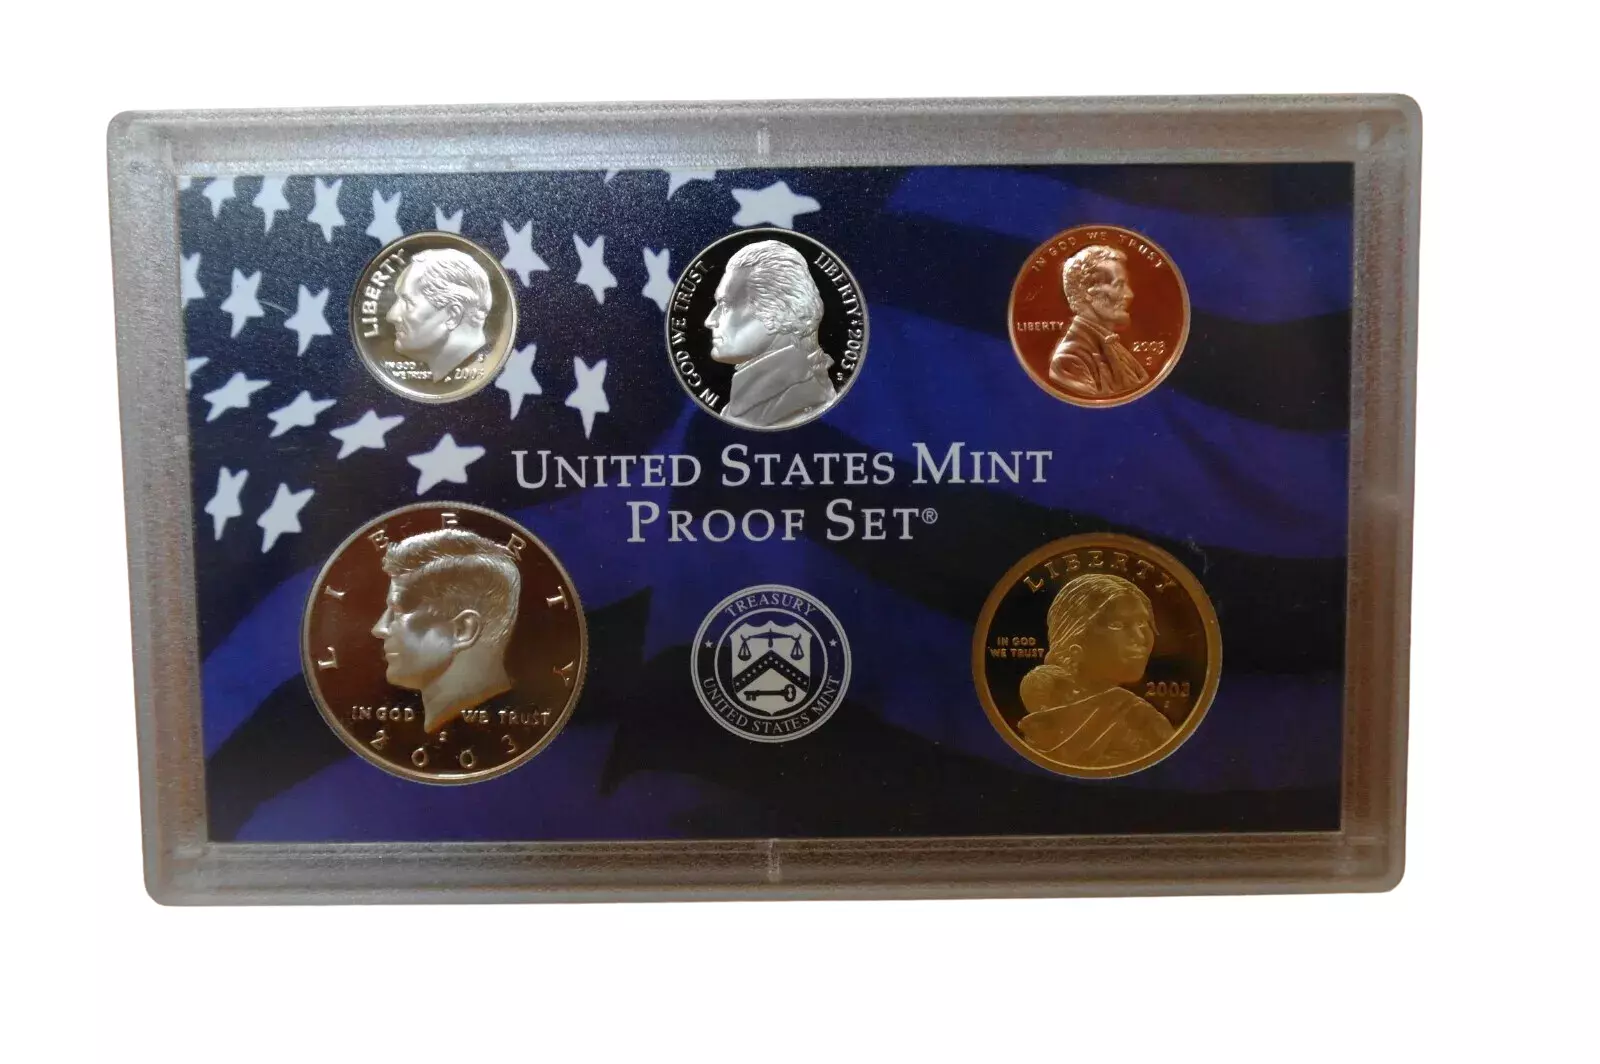 LIBERTY
IN GOD
WE TRUST
S
2003
IN GOD WE TRUST
LIBERTY ★ 2003
S
IN GOD WE TRUST
LIBERTY
2003
S
UNITED STATES MINT
PROOF SET®
LIBERTY
IN GOD WE TRUST
S
2003
TREASURY
UNITED STATES MINT
LIBERTY
IN GOD
WE TRUST
2003
S